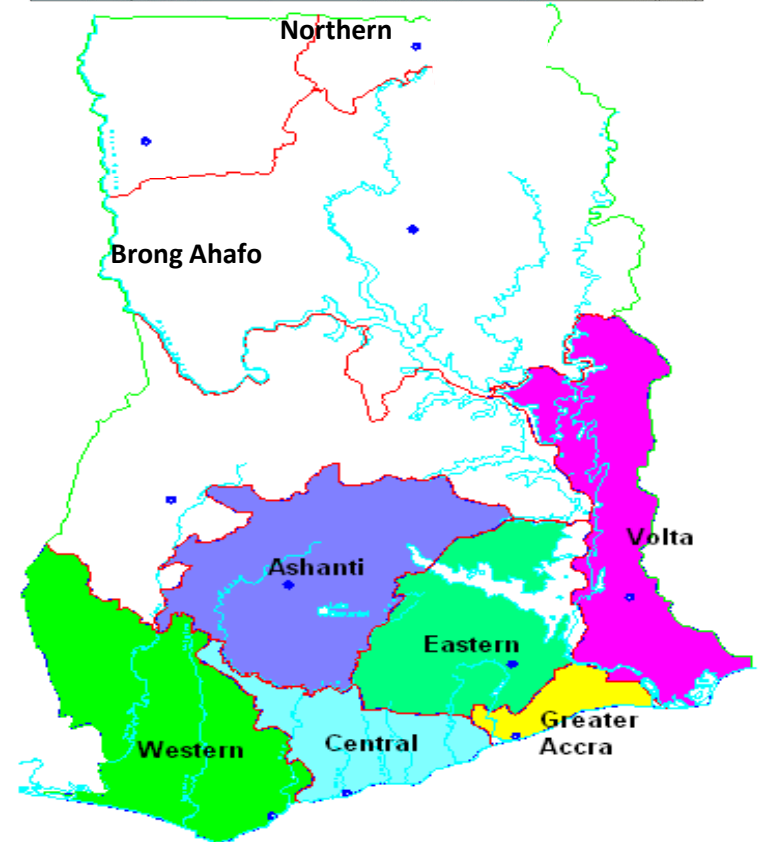 Northern
Brong Ahafo
Volta
Ashanti
Eastern
Greater
Accra
Western
Central